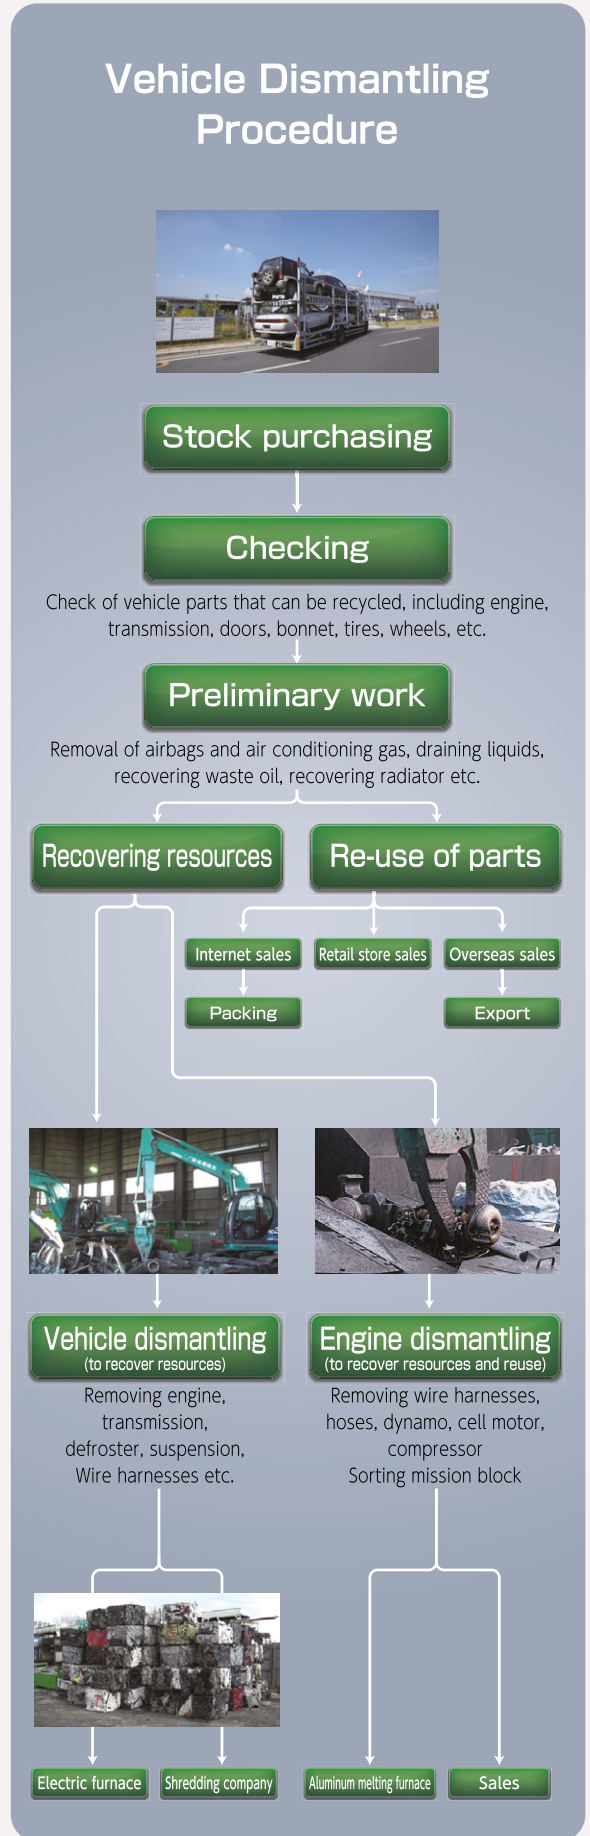 Vehicle Dismantling
Procedure
Stock purchasing
Checking
Check of vehicle parts that can be recycled, including engine,
transmission, doors, bonnet, tires, wheels, etc.
Preliminary work
Removal of airbags and air conditioning gas, draining liquids,
recovering waste oil, recovering radiator etc.
Recovering resources
Re-use of parts
Internet sales
Retail store sales
Overseas sales
Packing
Export
Vehicle dismantling
(to recover resources)
Removing engine,
transmission,
defroster, suspension,
Wire harnesses etc.
Engine dismantling
(to recover resources and reuse)
Removing wire harnesses,
hoses, dynamo, cell motor,
compressor
Sorting mission block
Electric furnace
Shredding company
Aluminum melting furnace
Sales